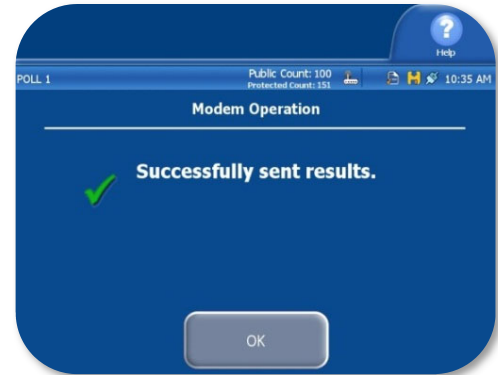 ?
Help
POLL 1
Public Count: 100
Protected Count: 151
10:35 AM
Modem Operation
Successfully sent results.
OK